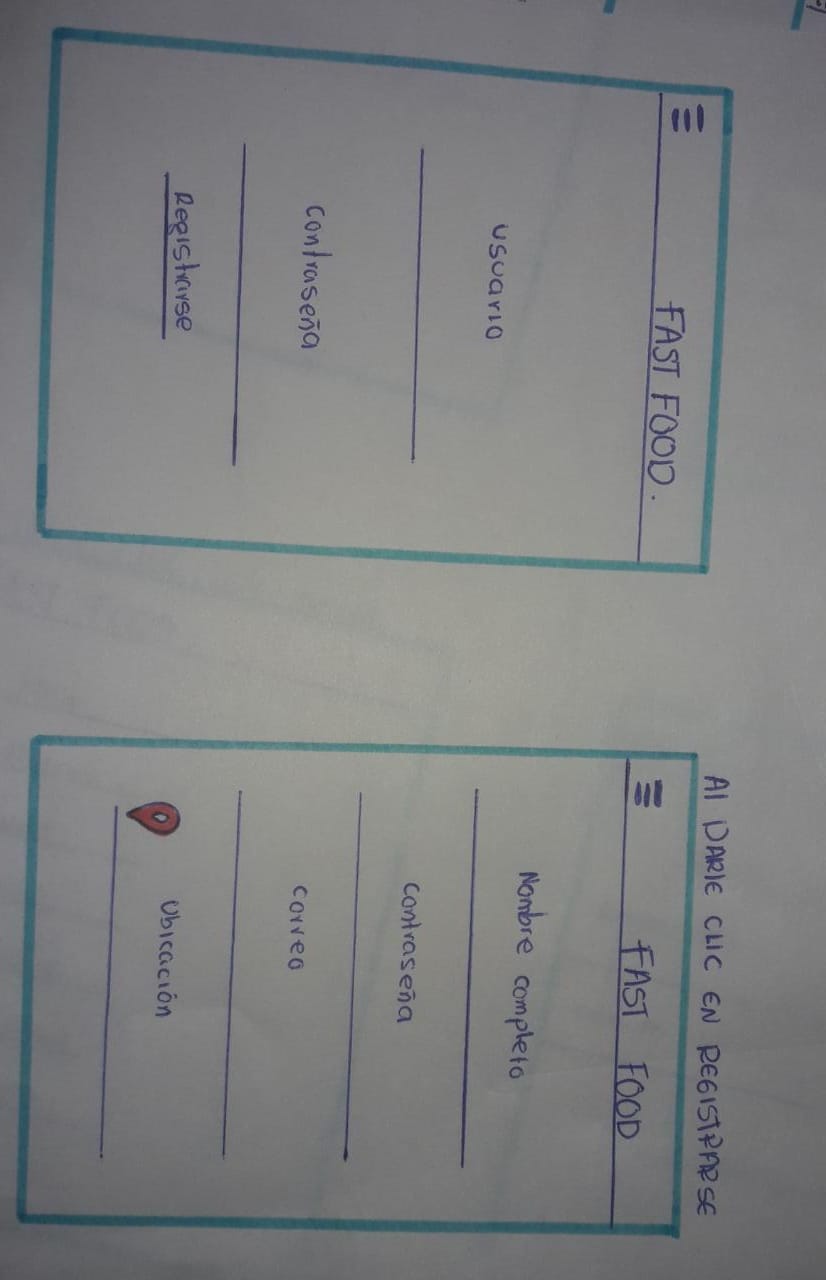 FAST FOOD.
usuario
contraseña
Registrarse
Al DARLE CLIC EN REGISTRARSE
FAST FOOD
Nombre completo
contraseña
correo
ubicación